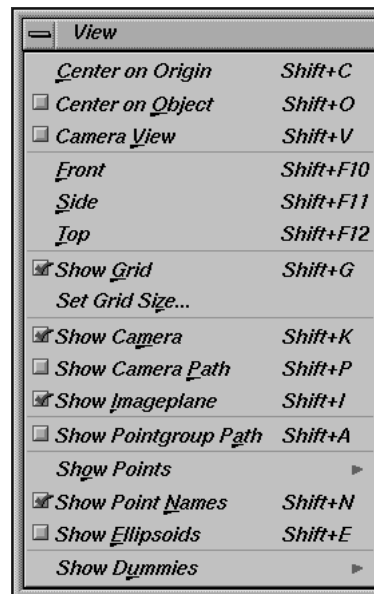 View
Center on Origin Shift+C
Center on Object Shift+O
Camera View Shift+V
Front Shift+F10
Side Shift+F11
Top Shift+F12
Show Grid Shift+G
Set Grid Size...
Show Camera Shift+K
Show Camera Path Shift+P
Show Imageplane Shift+I
Show Pointgroup Path Shift+A
Show Points
Show Point Names Shift+N
Show Ellipsoids Shift+E
Show Dummies